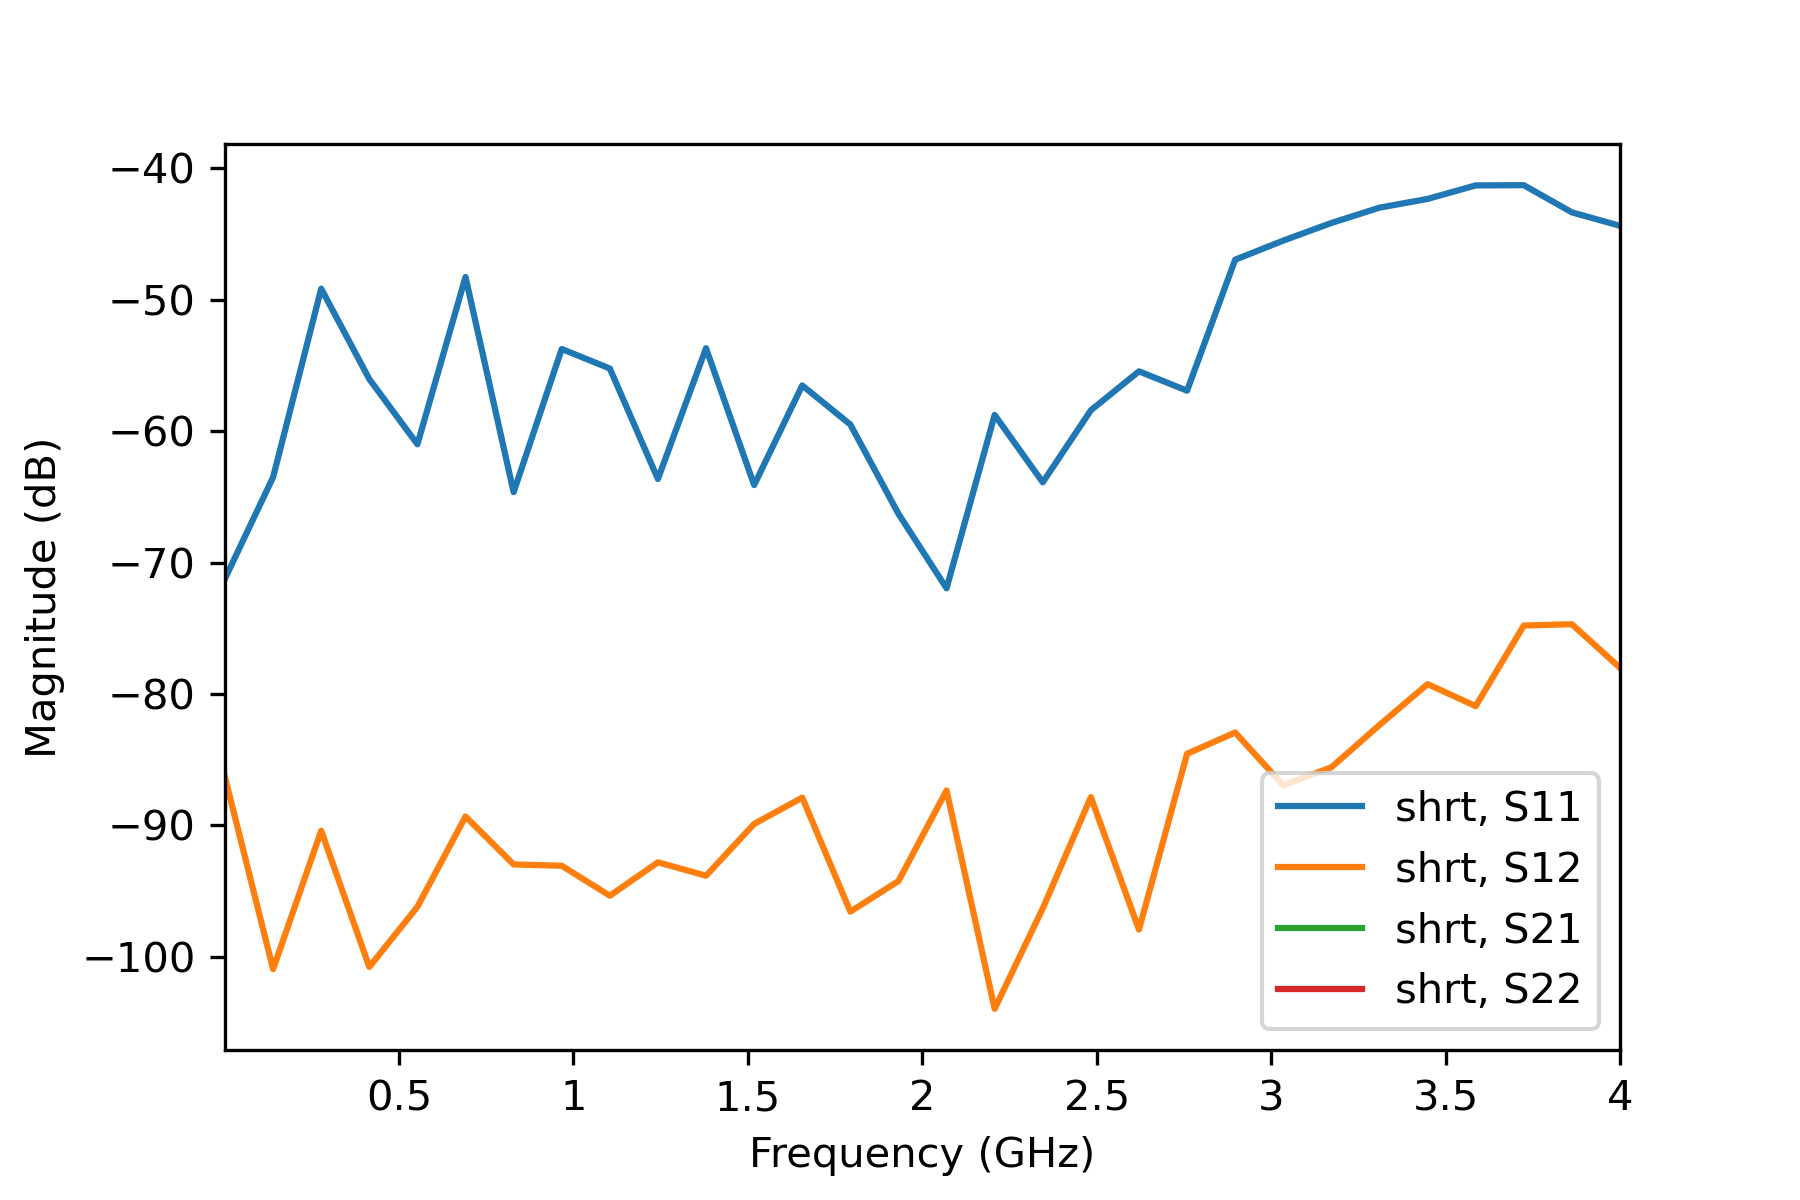 −40
−50
−60
−70
−80
−90
−100
Magnitude (dB)
0.5 1 1.5 2 2.5 3 3.5 4
Frequency (GHz)
shrt, S11
shrt, S12
shrt, S21
shrt, S22